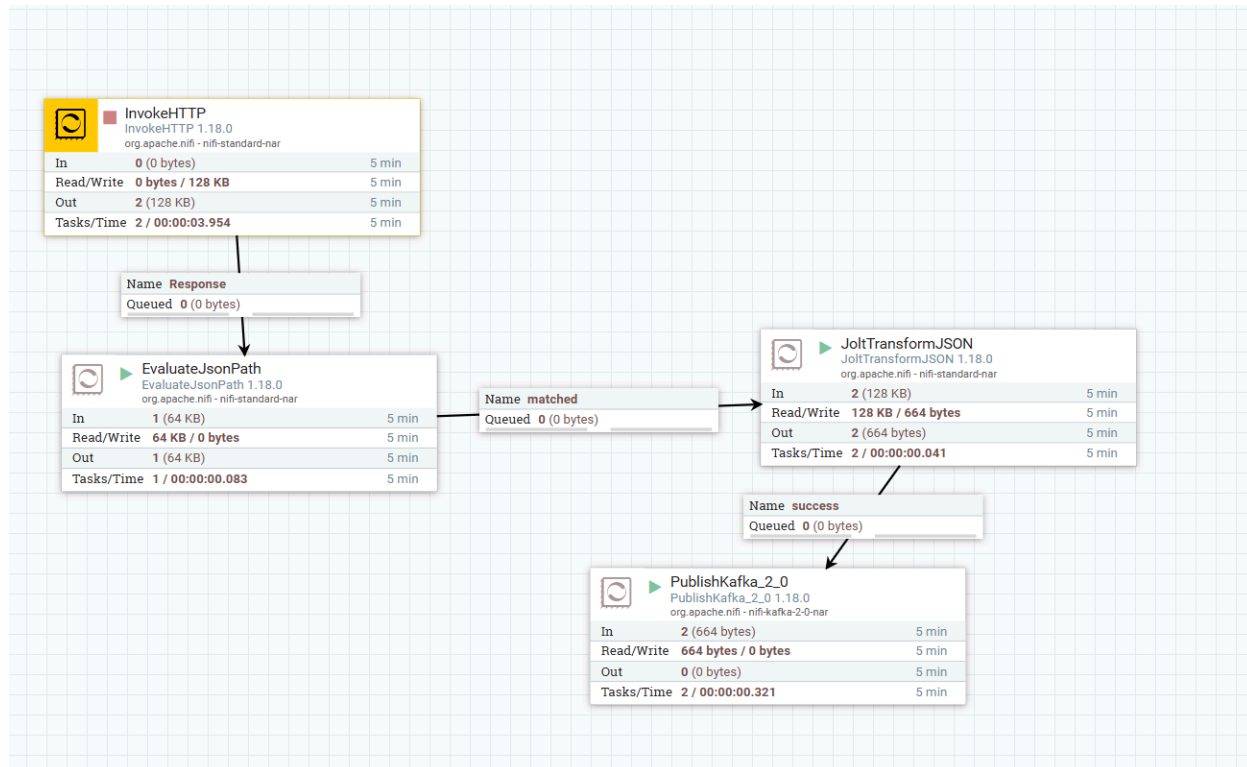 InvokeHTTP
InvokeHTTP 1.18.0
org.apache.nifi - nifi-standard-nar
In 0 (0 bytes) 5 min
Read/Write 0 bytes / 128 KB 5 min
Out 2 (128 KB) 5 min
Tasks/Time 2 / 00:00:03.954 5 min
Name Response
Queued 0 (0 bytes)
EvaluateJsonPath
EvaluateJsonPath 1.18.0
org.apache.nifi - nifi-standard-nar
In 1 (64 KB) 5 min
Read/Write 64 KB / 0 bytes 5 min
Out 1 (64 KB) 5 min
Tasks/Time 1 / 00:00:00.083 5 min
Name matched
Queued 0 (0 bytes)
JoltTransformJSON
JoltTransformJSON 1.18.0
org.apache.nifi - nifi-standard-nar
In 2 (128 KB) 5 min
Read/Write 128 KB / 664 bytes 5 min
Out 2 (664 bytes) 5 min
Tasks/Time 2 / 00:00:00.041 5 min
Name success
Queued 0 (0 bytes)
PublishKafka_2_0
PublishKafka_2_0 1.18.0
org.apache.nifi - nifi-kafka-2-0-nar
In 2 (664 bytes) 5 min
Read/Write 664 bytes / 0 bytes 5 min
Out 0 (0 bytes) 5 min
Tasks/Time 2 / 00:00:00.321 5 min